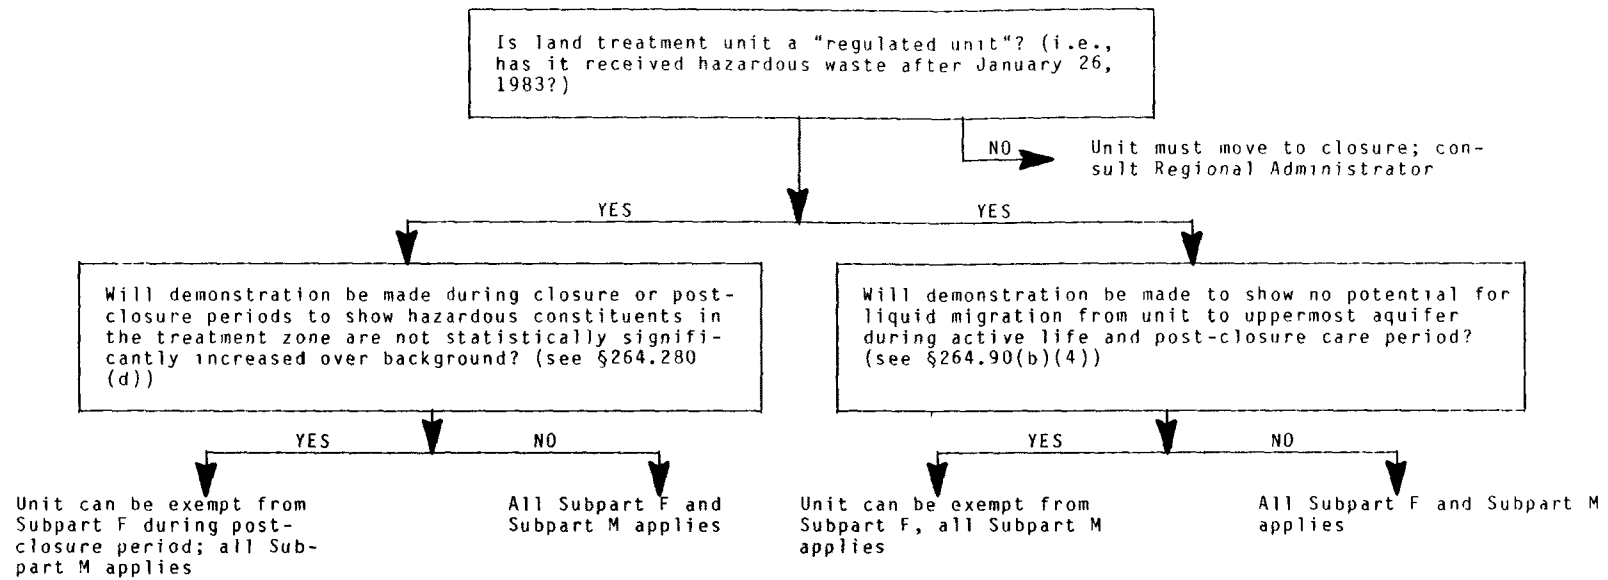 Is land treatment unit a "regulated unit"? (i.e.,
has it received hazardous waste after January 26,
1983?)
NO
Unit must move to closure; con-
sult Regional Administrator
YES
YES
Will demonstration be made during closure or post-
closure periods to show hazardous constituents in
the treatment zone are not statistically signifi-
cantly increased over background? (see §264.280
(d))
Will demonstration be made to show no potential for
liquid migration from unit to uppermost aquifer
during active life and post-closure care period?
(see §264.90(b)(4))
YES
NO
YES
NO
Unit can be exempt from
Subpart F during post-
closure period; all Sub-
part M applies
All Subpart F and
Subpart M applies
Unit can be exempt from
Subpart F, all Subpart M
applies
All Subpart F and Subpart M
applies